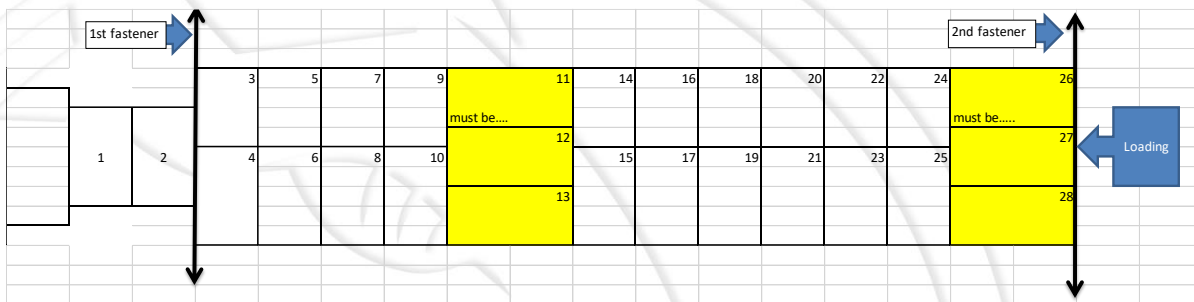 1st fastener
2nd fastener
3 5 7 9 11 14 16 18 20 22 24 26
must be.... must be.....
12 27
Loading
1 2
4 6 8 10 15 17 19 21 23 25
13 28